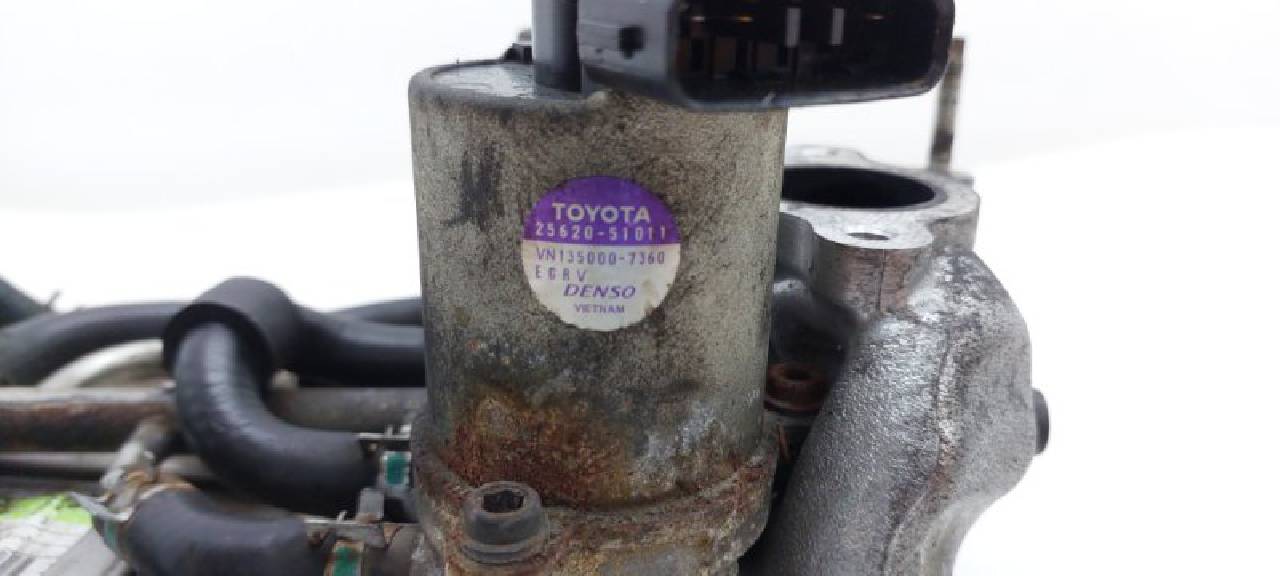 TOYOTA
25620-51011
VN135000-7360
EGRV
DENSO
VIETNAM